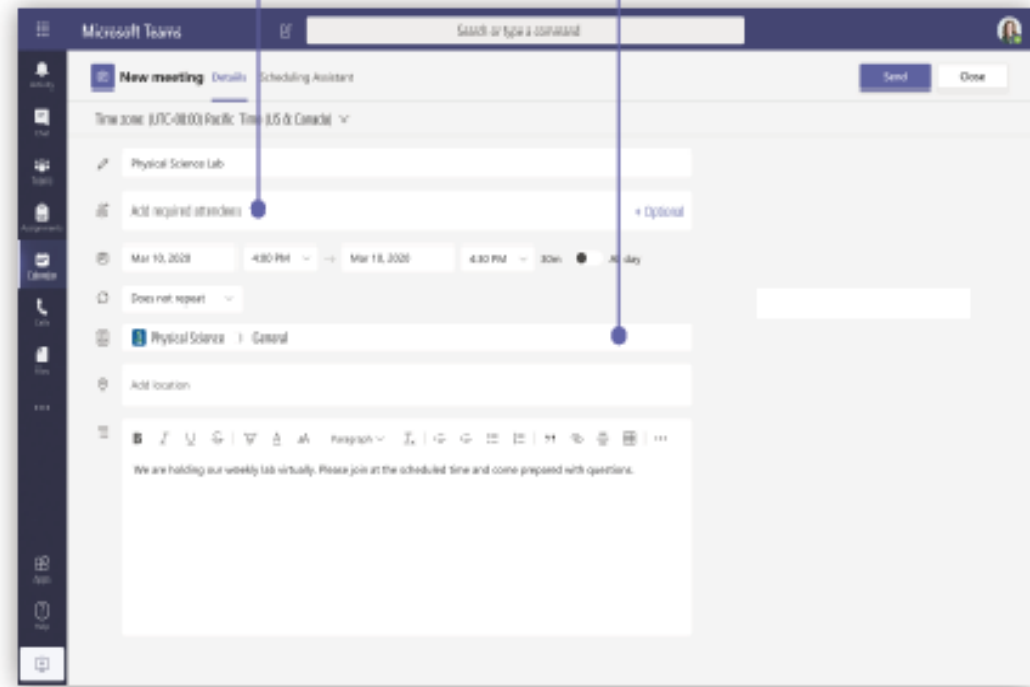 Microsoft Teams
Search or type a command
New meeting Details Scheduling Assistant
Send
Close
Time zone: (UTC-08:00) Pacific Time (US & Canada)
Activity
Chat
Teams
Assignments
Calendar
Calls
Files
Physical Science Lab
Add required attendees
+ Optional
Mar 10, 2020 4:00 PM → Mar 10, 2020 4:30 PM 30m All day
Does not repeat
Physical Science > General
Add location
B I U S Paragraph
We are holding our weekly lab virtually. Please join at the scheduled time and come prepared with questions.
Apps
Help